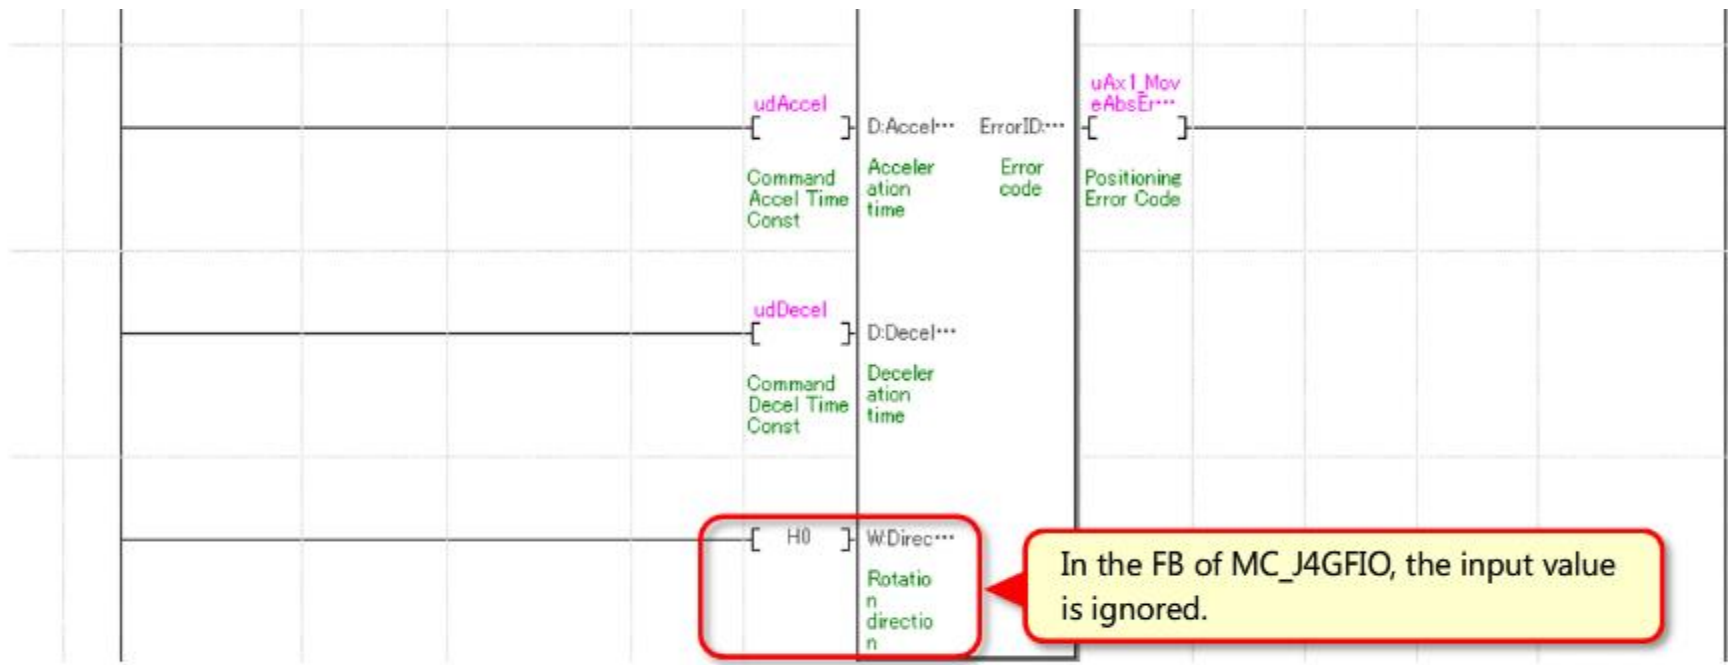 uAx1_Mov
eAbsEr…
udAccel
D:Accel…
ErrorID:…
Command
Accel Time
Const
Acceler
ation
time
Error
code
Positioning
Error Code
udDecel
D:Decel…
Command
Decel Time
Const
Deceler
ation
time
H0
W:Direc…
Rotatio
n
directio
n
In the FB of MC_J4GFIO, the input value
is ignored.